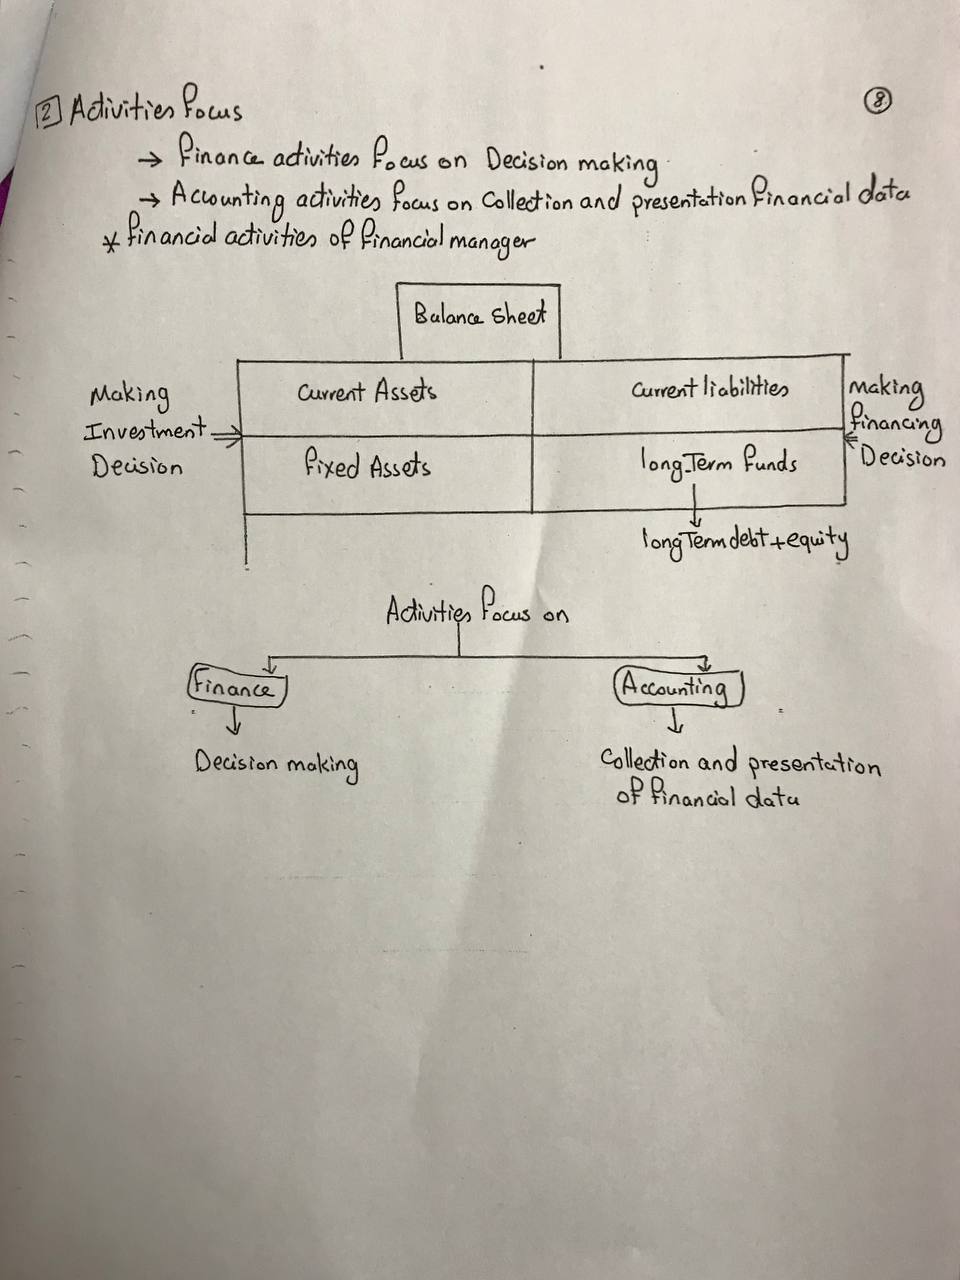 8
2 Activities focus
→ Finance activities focus on Decision making
→ Accounting activities focus on Collection and presentation financial data
* financial activities of financial manager
Balance Sheet
Making Investment Decision
Current Assets
Current liabilities
Making financing Decision
Fixed Assets
long-Term funds
long Term debt + equity
Activities focus on
Finance
Accounting
Decision making
Collection and presentation
of financial data